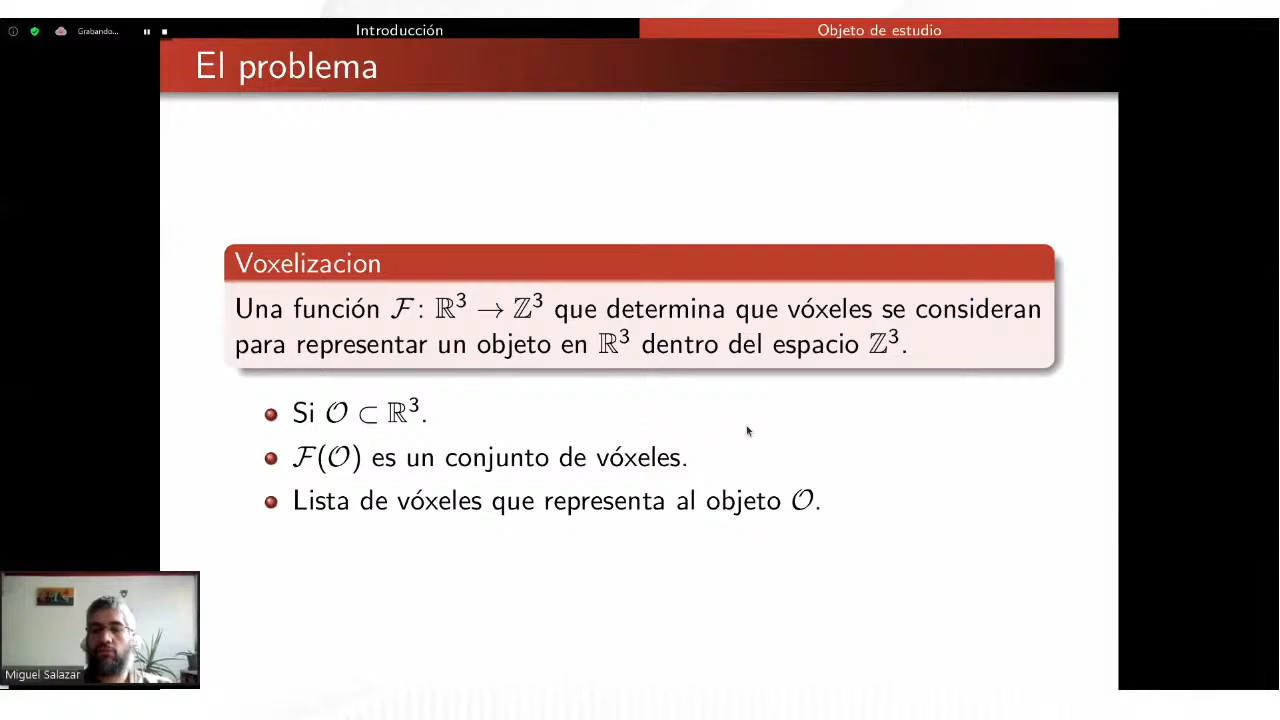 Grabando...
Introducción
Objeto de estudio
El problema
Voxelizacion
Una función ℱ: ℝ³ → ℤ³ que determina que vóxeles se consideran
para representar un objeto en ℝ³ dentro del espacio ℤ³.
Si 𝒪 ⊂ ℝ³.
ℱ(𝒪) es un conjunto de vóxeles.
Lista de vóxeles que representa al objeto 𝒪.
Miguel Salazar